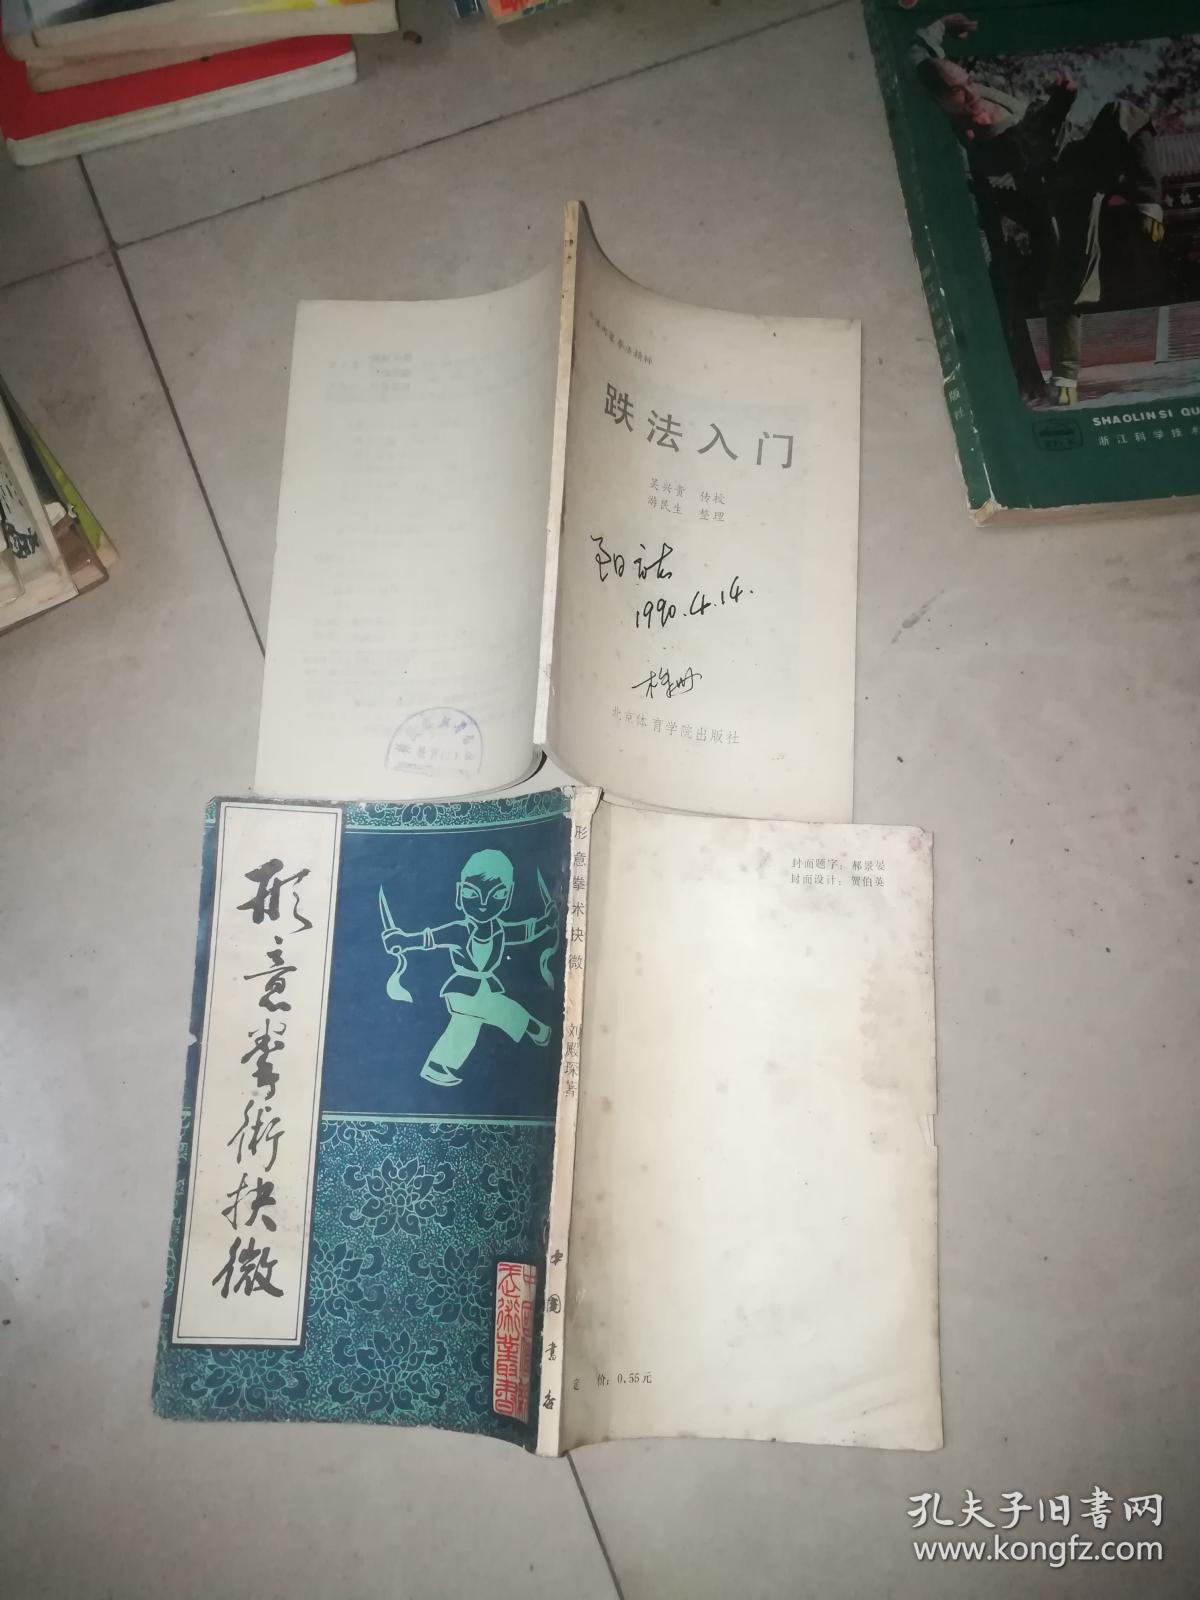 跌法入门
吴兴贵 传授
游民生 整理
1990.4.14.
北京体育学院出版社
SHAOLINSI QU
浙江科学技术
版社
形意拳術抉微
形意拳术抉微
刘殿琛著
中国书店
封面题字：郝景晏
封面设计：贾伯英
定 价：0.55元
孔夫子旧书网
www.kongfz.com